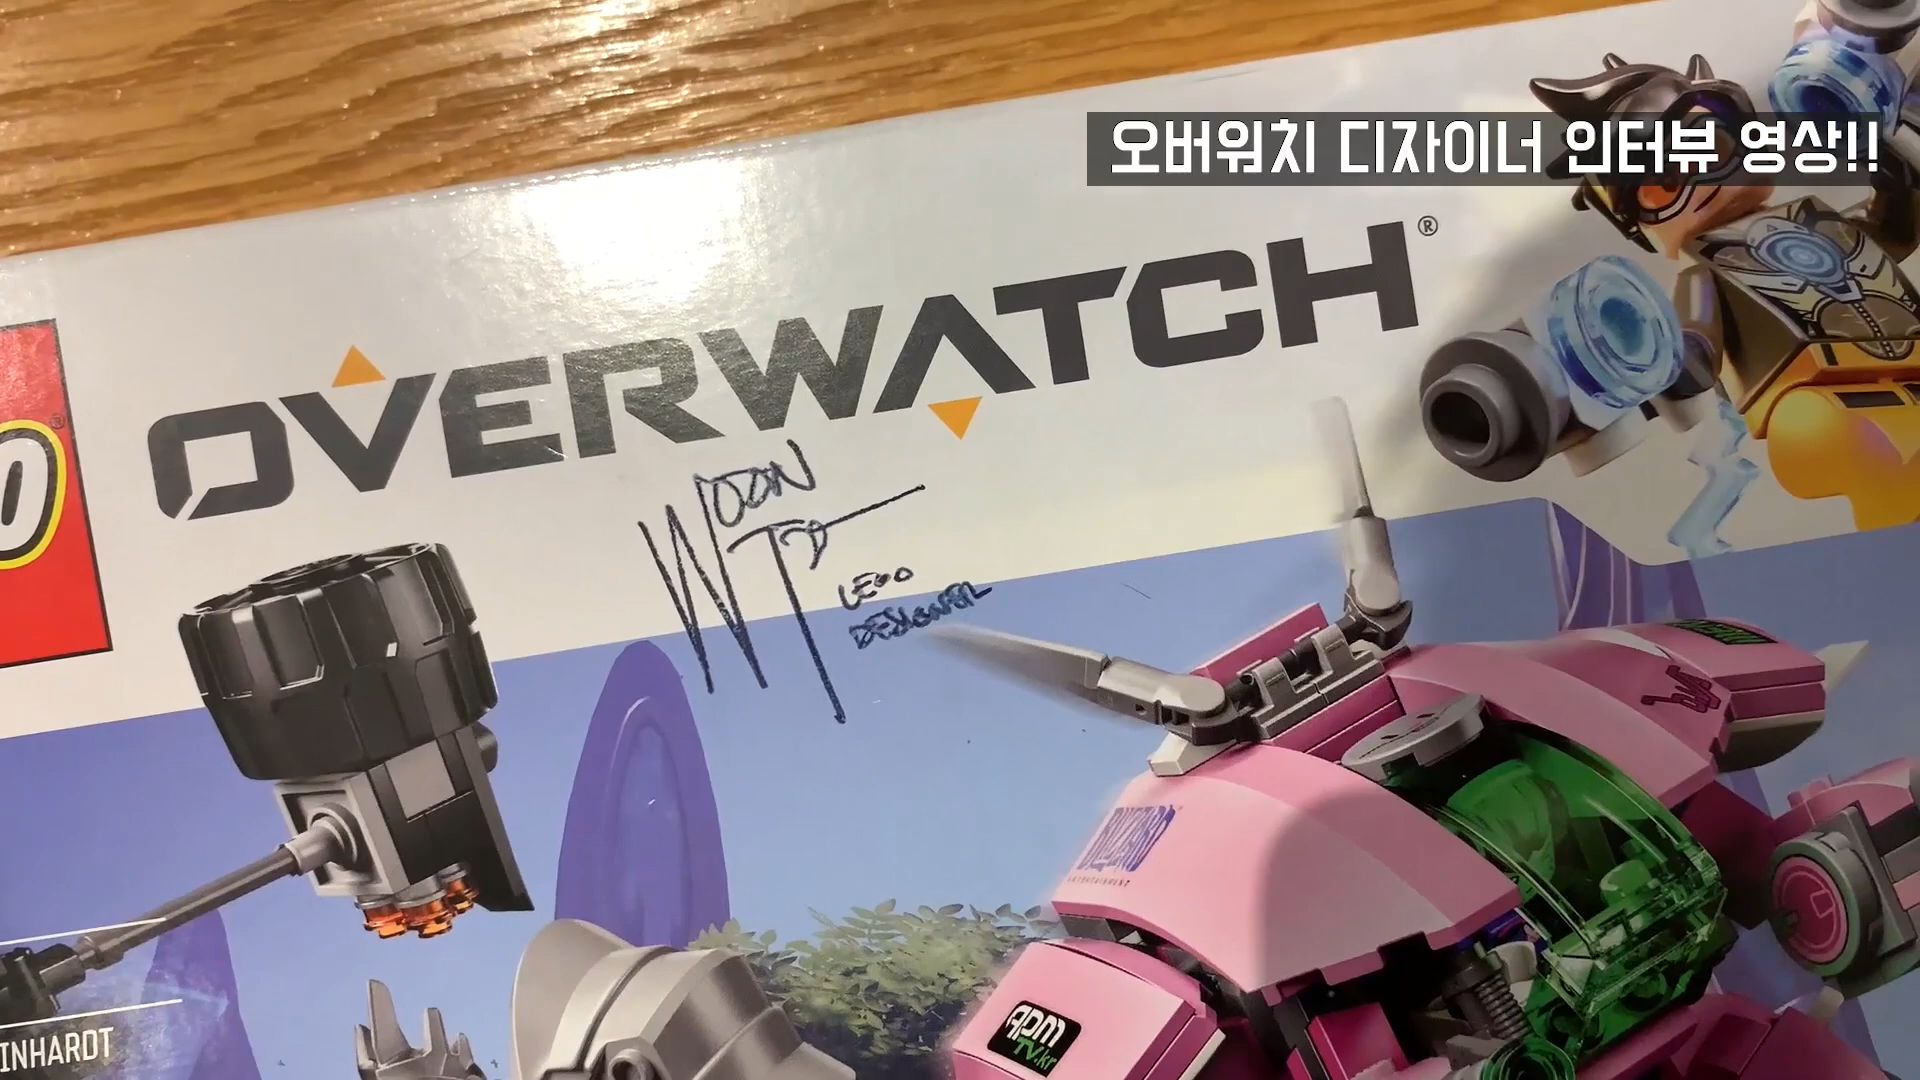 오버워치 디자이너 인터뷰 영상!!
OVERWATCH®
WOON
LEGO
DESIGNER
BLIZZARD
ENTERTAINMENT
APM
TV.kr
INHARDT